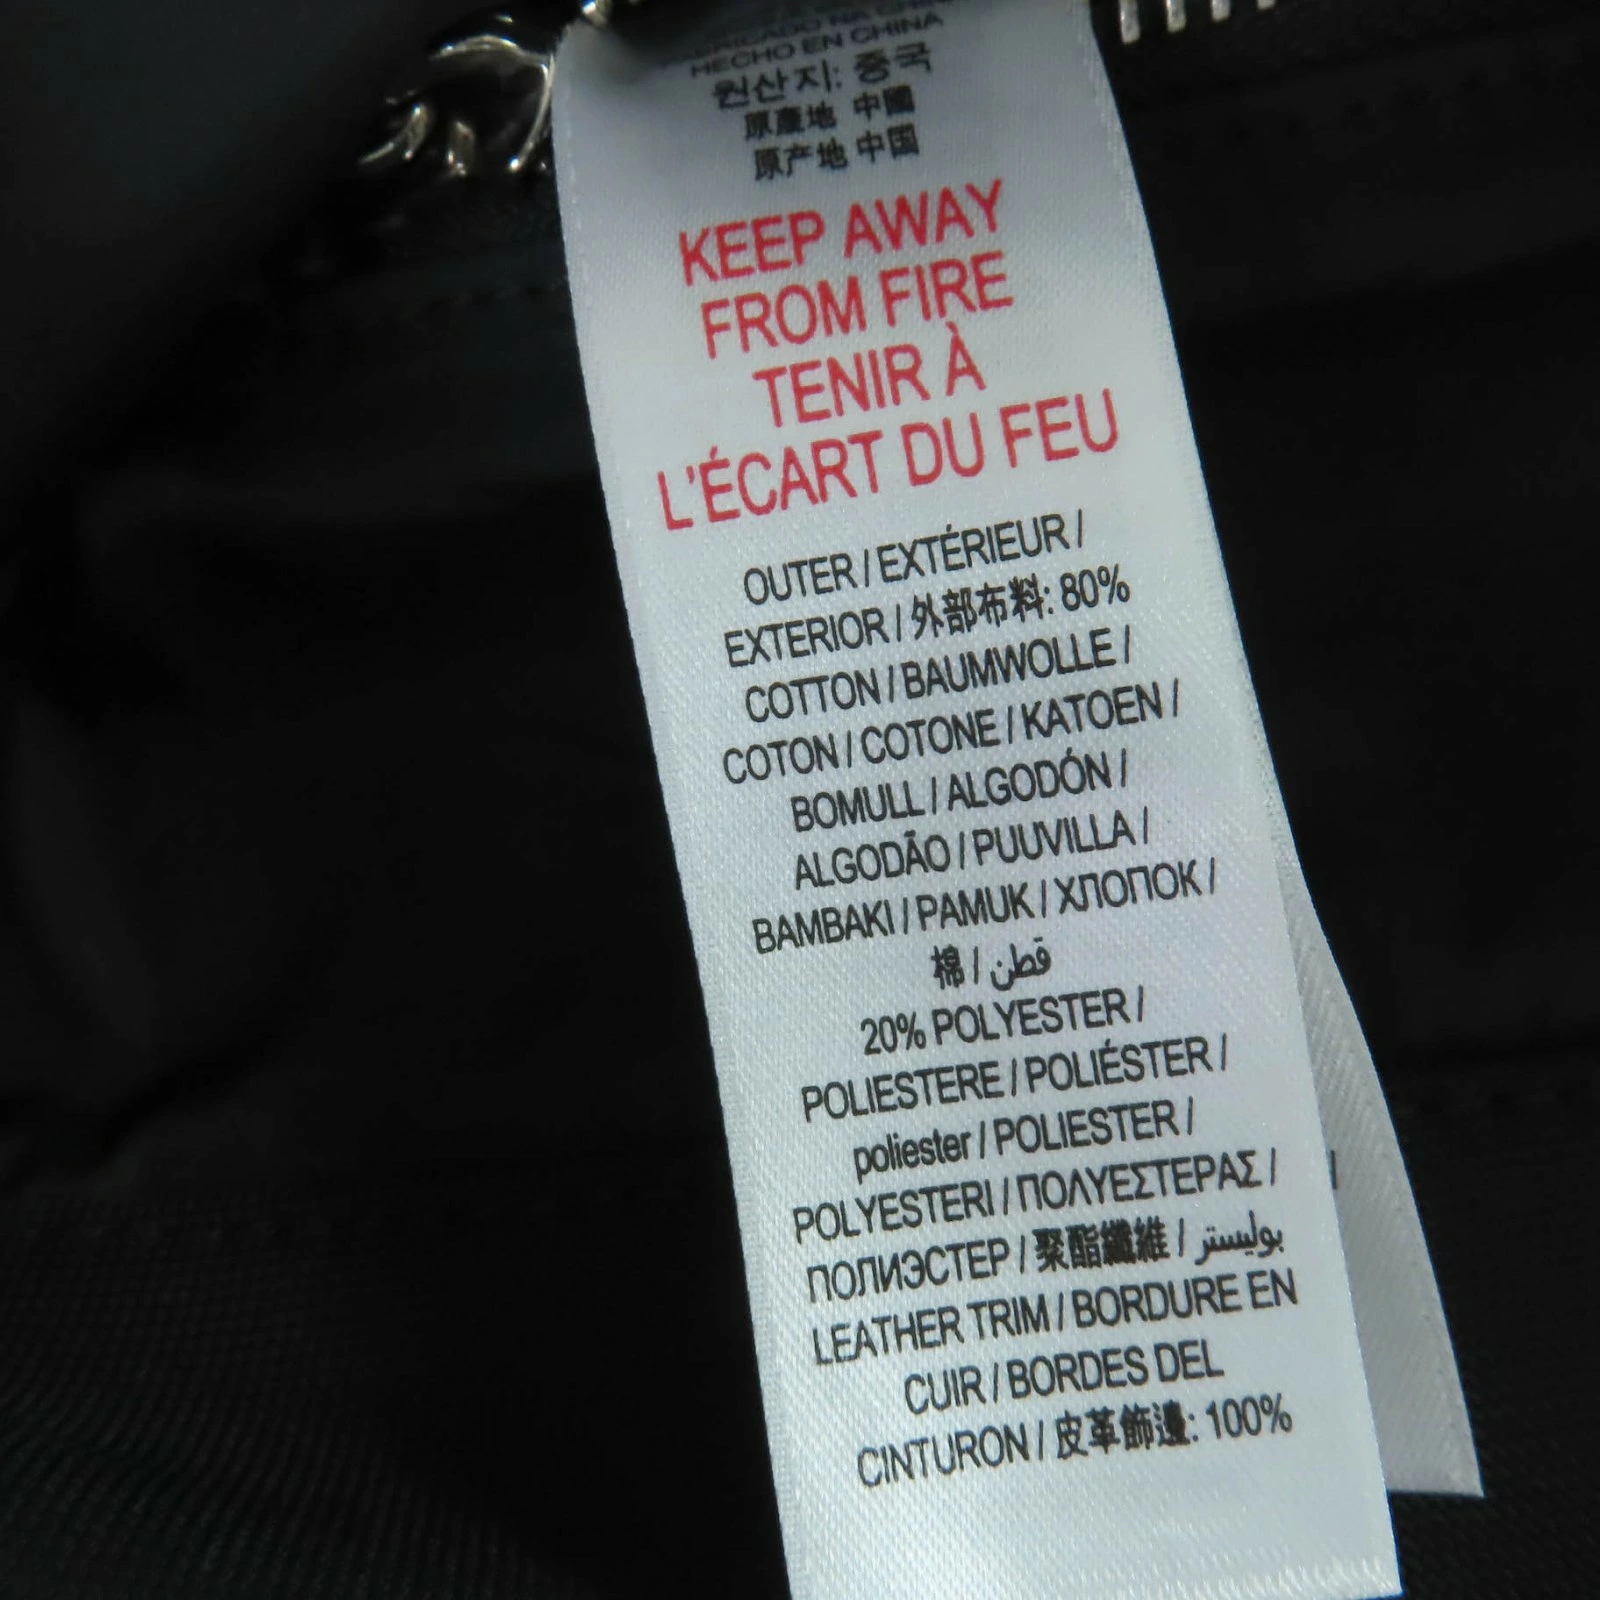 HECHO EN CHINA
원산지: 중국
原產地 中國
原产地 中国
KEEP AWAY
FROM FIRE
TENIR À
L'ÉCART DU FEU
OUTER / EXTÉRIEUR /
EXTERIOR / 外部布料: 80%
COTTON / BAUMWOLLE /
COTON / COTONE / KATOEN /
BOMULL / ALGODÓN /
ALGODÃO / PUUVILLA /
BAMBAKI / PAMUK / ХЛОПОК /
棉 / قطن
20% POLYESTER /
POLIESTERE / POLIÉSTER /
poliester / POLIESTER /
POLYESTERI / ΠΟΛΥΕΣΤΕΡΑΣ /
ПОЛИЭСТЕР / 聚酯纖維 / بوليستر
LEATHER TRIM / BORDURE EN
CUIR / BORDES DEL
CINTURON / 皮革飾邊: 100%